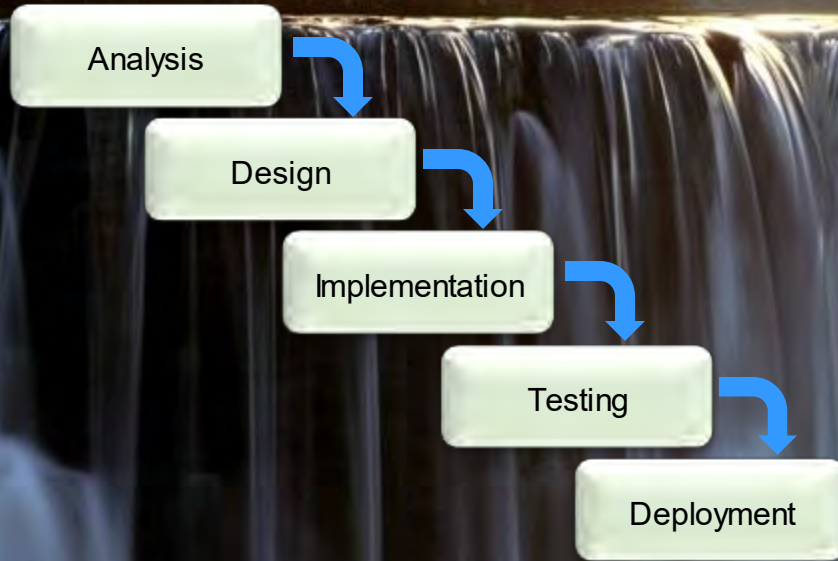 Analysis
Design
Implementation
Testing
Deployment